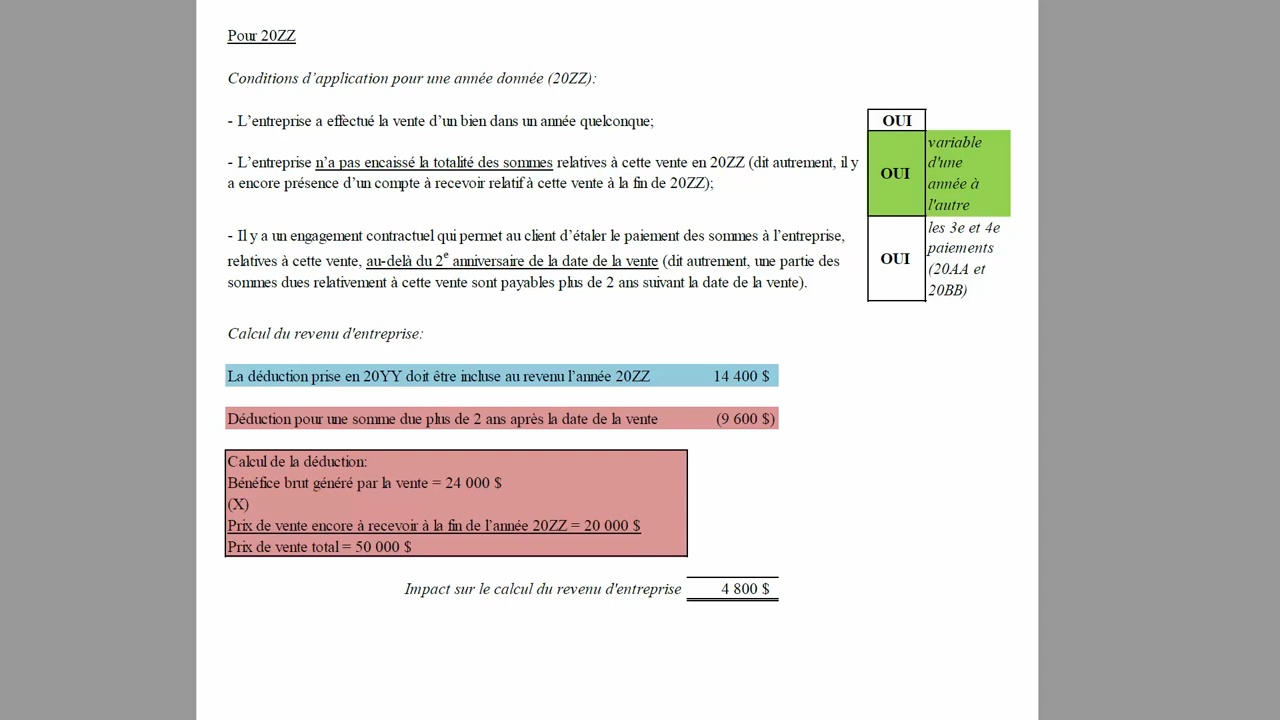 Pour 20ZZ
Conditions d’application pour une année donnée (20ZZ):
- L’entreprise a effectué la vente d’un bien dans un année quelconque;
OUI
- L’entreprise n’a pas encaissé la totalité des sommes relatives à cette vente en 20ZZ (dit autrement, il y
a encore présence d’un compte à recevoir relatif à cette vente à la fin de 20ZZ);
OUI
variable
d'une
année à
l'autre
- Il y a un engagement contractuel qui permet au client d’étaler le paiement des sommes à l’entreprise,
relatives à cette vente, au-delà du 2e anniversaire de la date de la vente (dit autrement, une partie des
sommes dues relativement à cette vente sont payables plus de 2 ans suivant la date de la vente).
OUI
les 3e et 4e
paiements
(20AA et
20BB)
Calcul du revenu d'entreprise:
La déduction prise en 20YY doit être incluse au revenu l’année 20ZZ 14 400 $
Déduction pour une somme due plus de 2 ans après la date de la vente (9 600 $)
Calcul de la déduction:
Bénéfice brut généré par la vente = 24 000 $
(X)
Prix de vente encore à recevoir à la fin de l’année 20ZZ = 20 000 $
Prix de vente total = 50 000 $
Impact sur le calcul du revenu d'entreprise 4 800 $